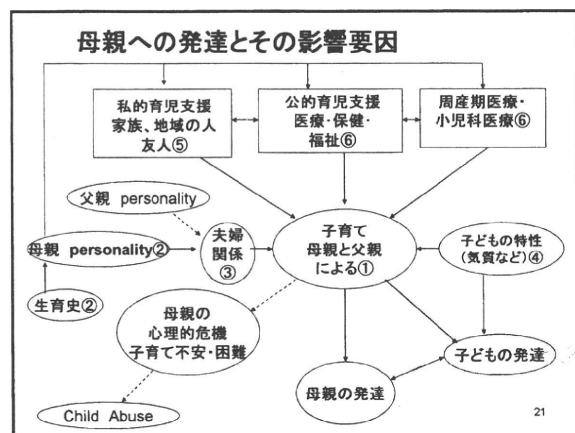 母親への発達とその影響要因
私的育児支援
家族、地域の人
友人⑤
公的育児支援
医療・保健・
福祉⑥
周産期医療・
小児科医療⑥
父親 personality
母親 personality②
夫婦
関係
③
子育て
母親と父親
による①
子どもの特性
(気質など)④
生育史②
母親の
心理的危機
子育て不安・困難
子どもの発達
母親の発達
Child Abuse
21